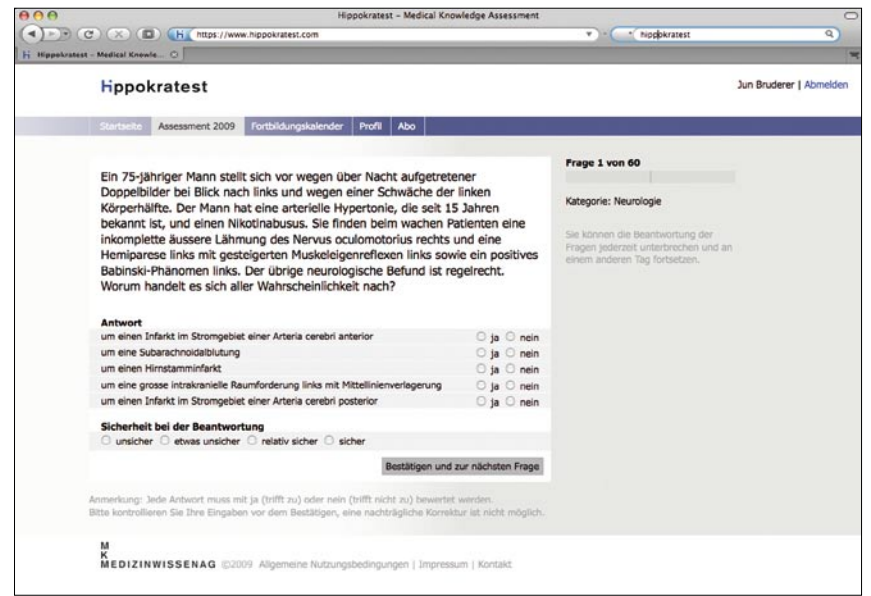 Hippokratest – Medical Knowledge Assessment
https://www.hippokratest.com
hippokratest
Hippokratest – Medical Knowle...
Hippokratest
Jun Bruderer | Abmelden
Startseite Assessment 2009 Fortbildungskalender Profil Abo
Ein 75-jähriger Mann stellt sich vor wegen über Nacht aufgetretener
Doppelbilder bei Blick nach links und wegen einer Schwäche der linken
Körperhälfte. Der Mann hat eine arterielle Hypertonie, die seit 15 Jahren
bekannt ist, und einen Nikotinabusus. Sie finden beim wachen Patienten eine
inkomplette äussere Lähmung des Nervus oculomotorius rechts und eine
Hemiparese links mit gesteigerten Muskeleigenreflexen links sowie ein positives
Babinski-Phänomen links. Der übrige neurologische Befund ist regelrecht.
Worum handelt es sich aller Wahrscheinlichkeit nach?
Frage 1 von 60
Kategorie: Neurologie
Sie können die Beantwortung der
Fragen jederzeit unterbrechen und an
einem anderen Tag fortsetzen.
Antwort
um einen Infarkt im Stromgebiet einer Arteria cerebri anterior ja nein
um eine Subarachnoidalblutung ja nein
um einen Hirnstamminfarkt ja nein
um eine grosse intrakranielle Raumforderung links mit Mittellinienverlagerung ja nein
um einen Infarkt im Stromgebiet einer Arteria cerebri posterior ja nein
Sicherheit bei der Beantwortung
unsicher etwas unsicher relativ sicher sicher
Bestätigen und zur nächsten Frage
Anmerkung: Jede Antwort muss mit ja (trifft zu) oder nein (trifft nicht zu) bewertet werden.
Bitte kontrollieren Sie Ihre Eingaben vor dem Bestätigen, eine nachträgliche Korrektur ist nicht möglich.
M
K
MEDIZINWISSENAG ©2009 Allgemeine Nutzungsbedingungen | Impressum | Kontakt